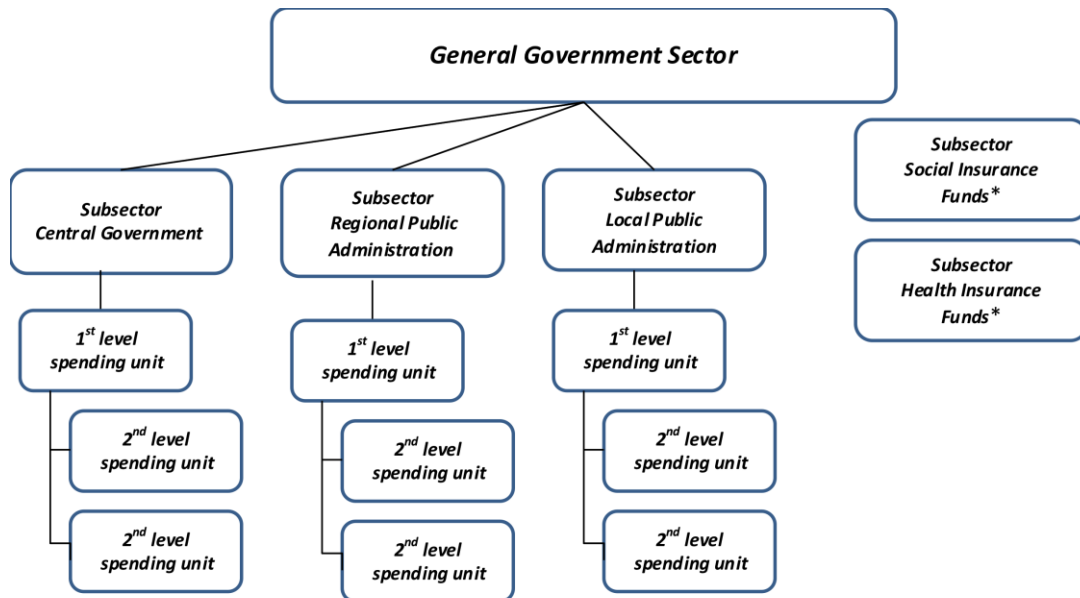 General Government Sector
Subsector
Central Government
Subsector
Regional Public
Administration
Subsector
Local Public
Administration
Subsector
Social Insurance
Funds*
Subsector
Health Insurance
Funds*
1st level
spending unit
1st level
spending unit
1st level
spending unit
2nd level
spending unit
2nd level
spending unit
2nd level
spending unit
2nd level
spending unit
2nd level
spending unit
2nd level
spending unit